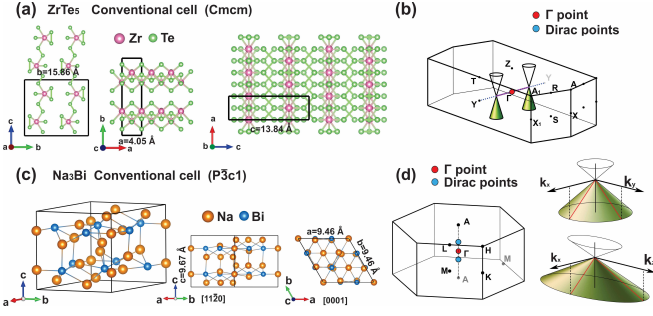 (a) ZrTe5 Conventional cell (Cmcm)
Zr Te
b=15.86 Å
a=4.05 Å
c=13.84 Å
c
a b
c
b a
a
b c
(b)
Γ point
Dirac points
Z
T
Y
Y
Γ
A₁
R
A
X₁
S
X
(c) Na₃Bi Conventional cell (P3̄c1)
Na Bi
c=9.67 Å
a=9.46 Å
b=9.46 Å
c
a b
c
a b
[112̄0]
b
c a
[0001]
(d)
Γ point
Dirac points
A
L
H
Γ
M
M
K
A
kₓ
kᵧ
kₓ